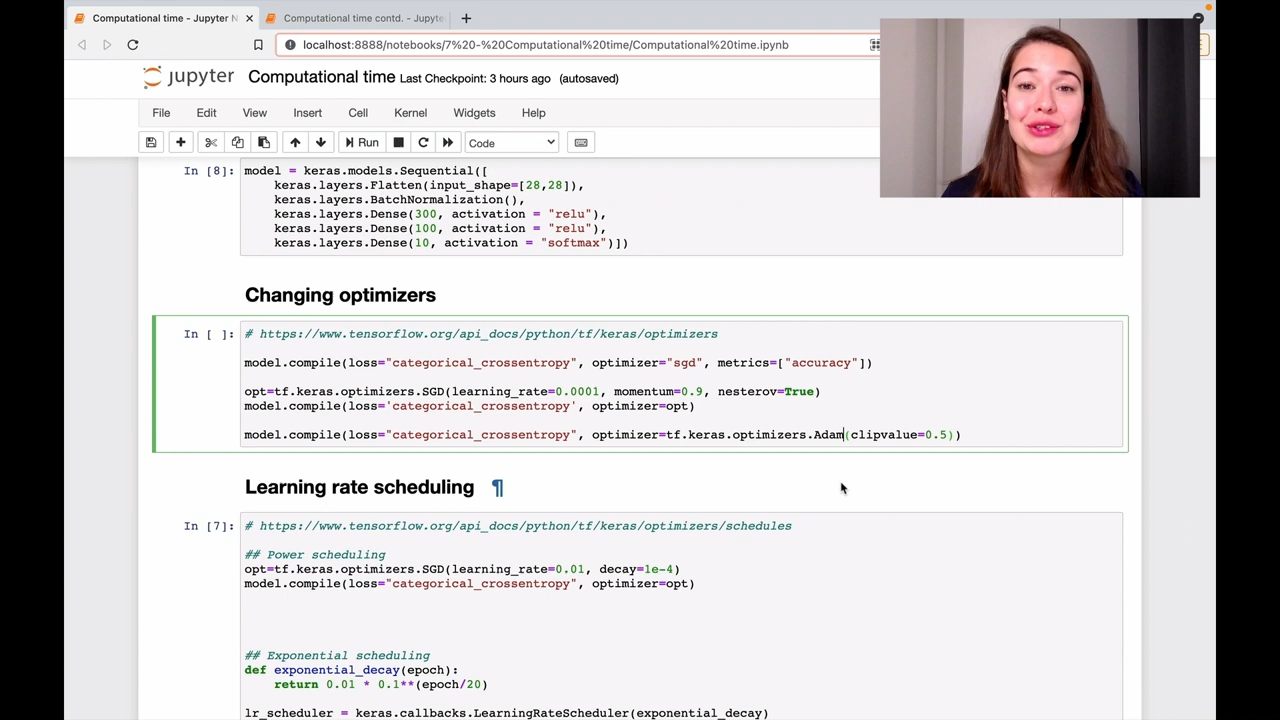 Computational time - Jupyter N
Computational time contd. - Jupyte
localhost:8888/notebooks/7%20-%20Computational%20time/Computational%20time.ipynb
jupyter Computational time Last Checkpoint: 3 hours ago (autosaved)
File Edit View Insert Cell Kernel Widgets Help
Run Code
In [8]: model = keras.models.Sequential([
keras.layers.Flatten(input_shape=[28,28]),
keras.layers.BatchNormalization(),
keras.layers.Dense(300, activation = "relu"),
keras.layers.Dense(100, activation = "relu"),
keras.layers.Dense(10, activation = "softmax")])
Changing optimizers
In [ ]: # https://www.tensorflow.org/api_docs/python/tf/keras/optimizers
model.compile(loss="categorical_crossentropy", optimizer="sgd", metrics=["accuracy"])
opt=tf.keras.optimizers.SGD(learning_rate=0.0001, momentum=0.9, nesterov=True)
model.compile(loss='categorical_crossentropy', optimizer=opt)
model.compile(loss="categorical_crossentropy", optimizer=tf.keras.optimizers.Adam(clipvalue=0.5))
Learning rate scheduling ¶
In [7]: # https://www.tensorflow.org/api_docs/python/tf/keras/optimizers/schedules
## Power scheduling
opt=tf.keras.optimizers.SGD(learning_rate=0.01, decay=1e-4)
model.compile(loss="categorical_crossentropy", optimizer=opt)
## Exponential scheduling
def exponential_decay(epoch):
return 0.01 * 0.1**(epoch/20)
lr_scheduler = keras.callbacks.LearningRateScheduler(exponential_decay)